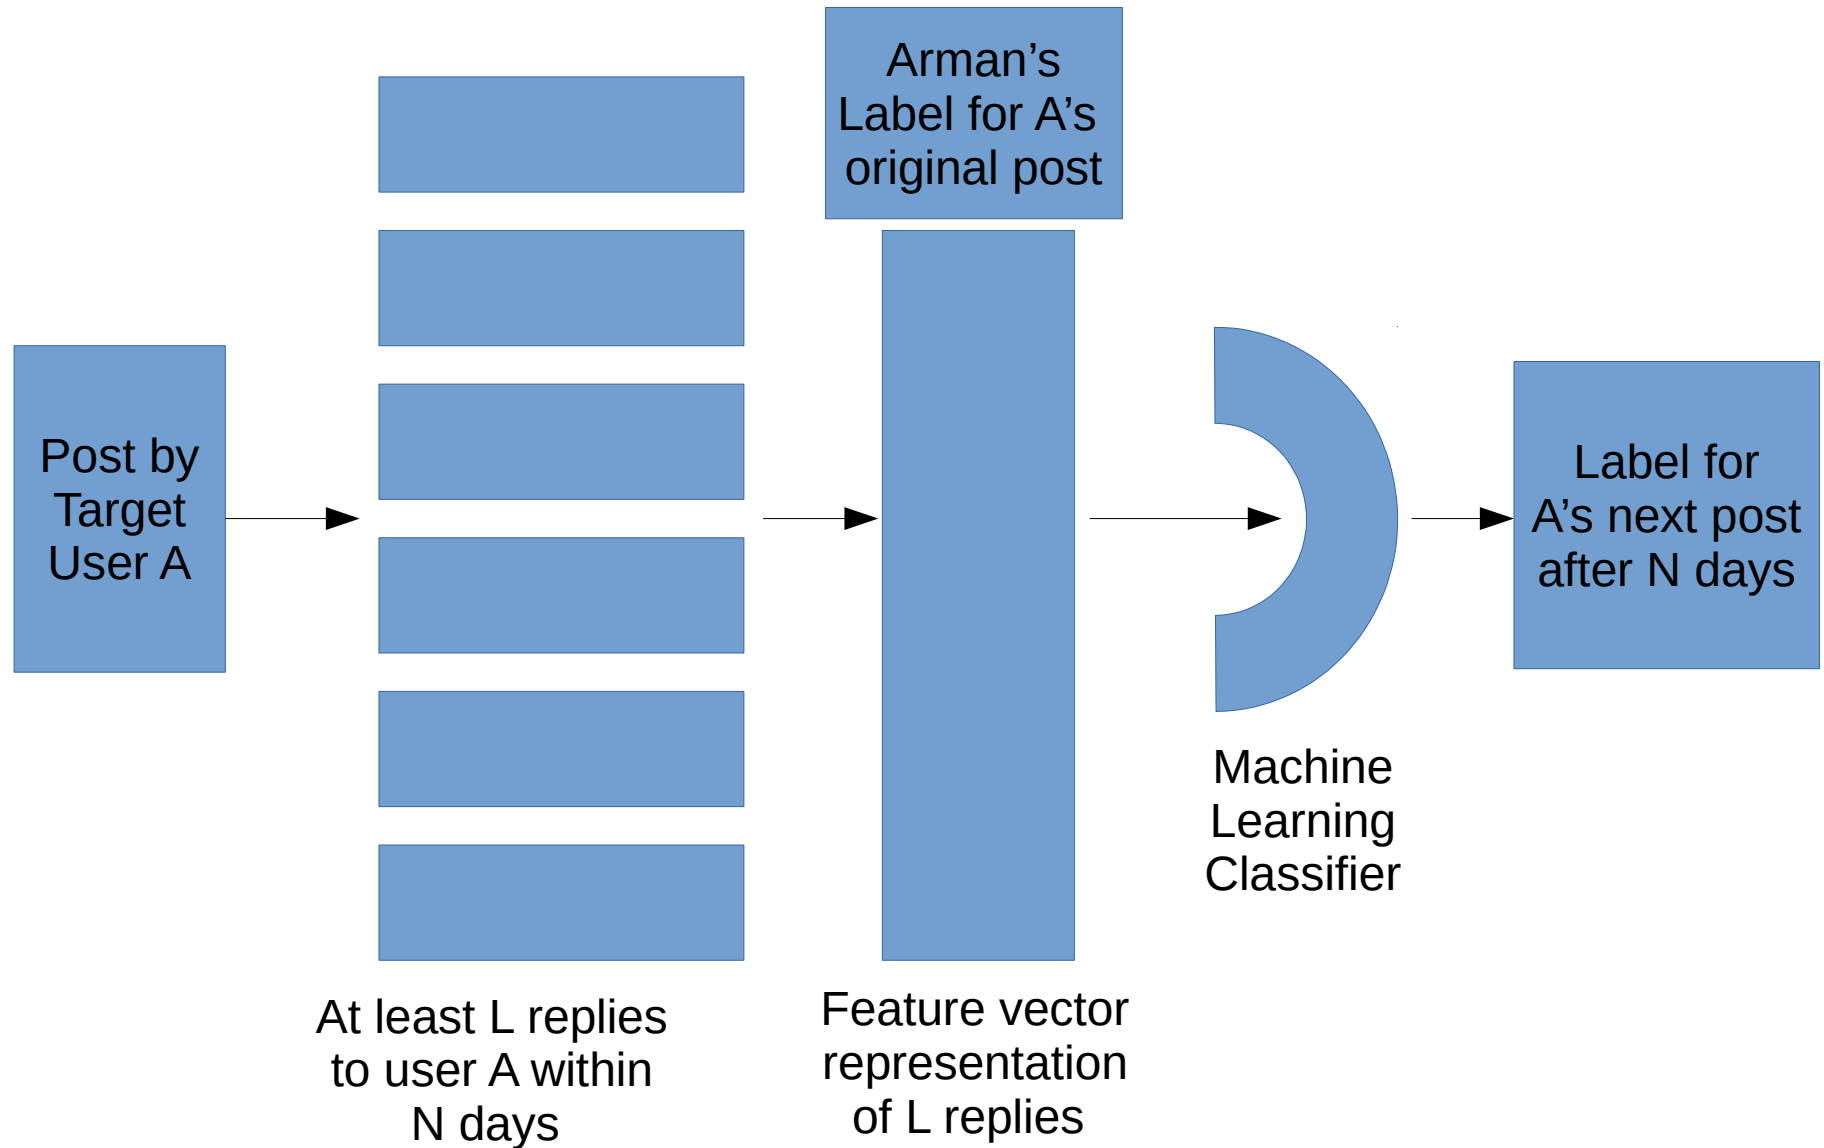 Post by
Target
User A
At least L replies
to user A within
N days
Arman’s
Label for A’s
original post
Feature vector
representation
of L replies
Machine
Learning
Classifier
Label for
A’s next post
after N days